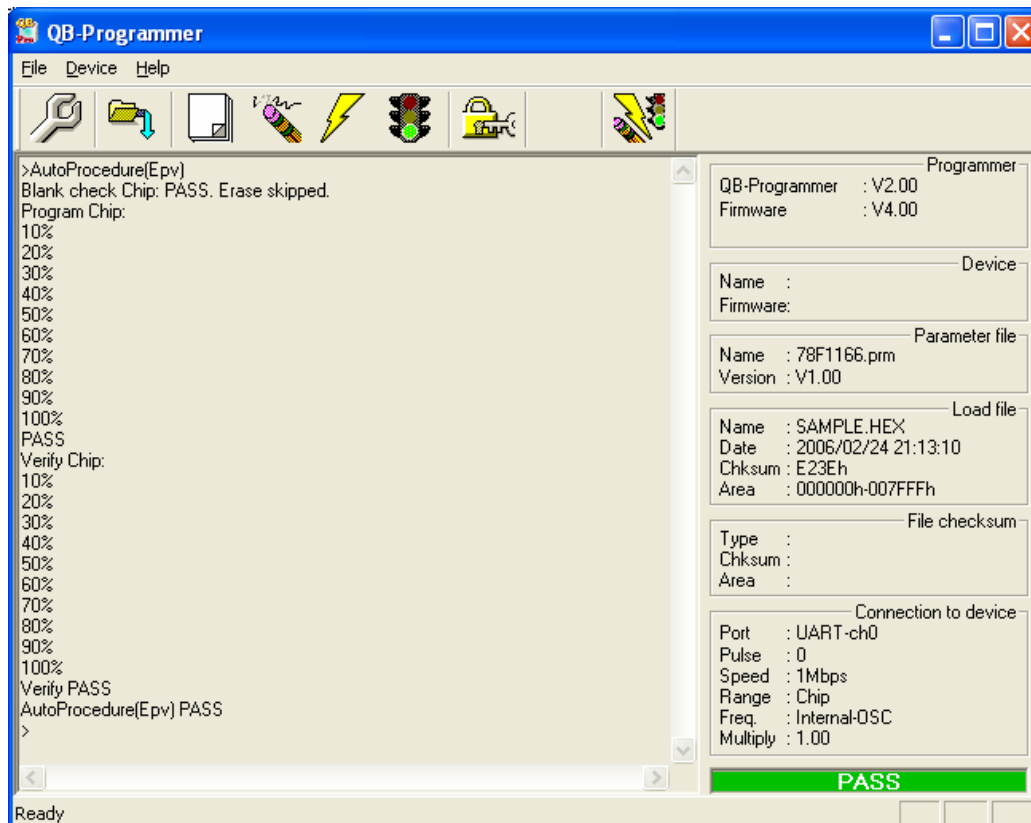 QB-Programmer
File Device Help
>AutoProcedure(Epv)
Blank check Chip: PASS. Erase skipped.
Program Chip:
10%
20%
30%
40%
50%
60%
70%
80%
90%
100%
PASS
Verify Chip:
10%
20%
30%
40%
50%
60%
70%
80%
90%
100%
Verify PASS
AutoProcedure(Epv) PASS
>
Programmer
QB-Programmer : V2.00
Firmware : V4.00
Device
Name :
Firmware:
Parameter file
Name : 78F1166.prm
Version : V1.00
Load file
Name : SAMPLE.HEX
Date : 2006/02/24 21:13:10
Chksum : E23Eh
Area : 000000h-007FFFh
File checksum
Type :
Chksum :
Area :
Connection to device
Port : UART-ch0
Pulse : 0
Speed : 1Mbps
Range : Chip
Freq. : Internal-OSC
Multiply : 1.00
PASS
Ready